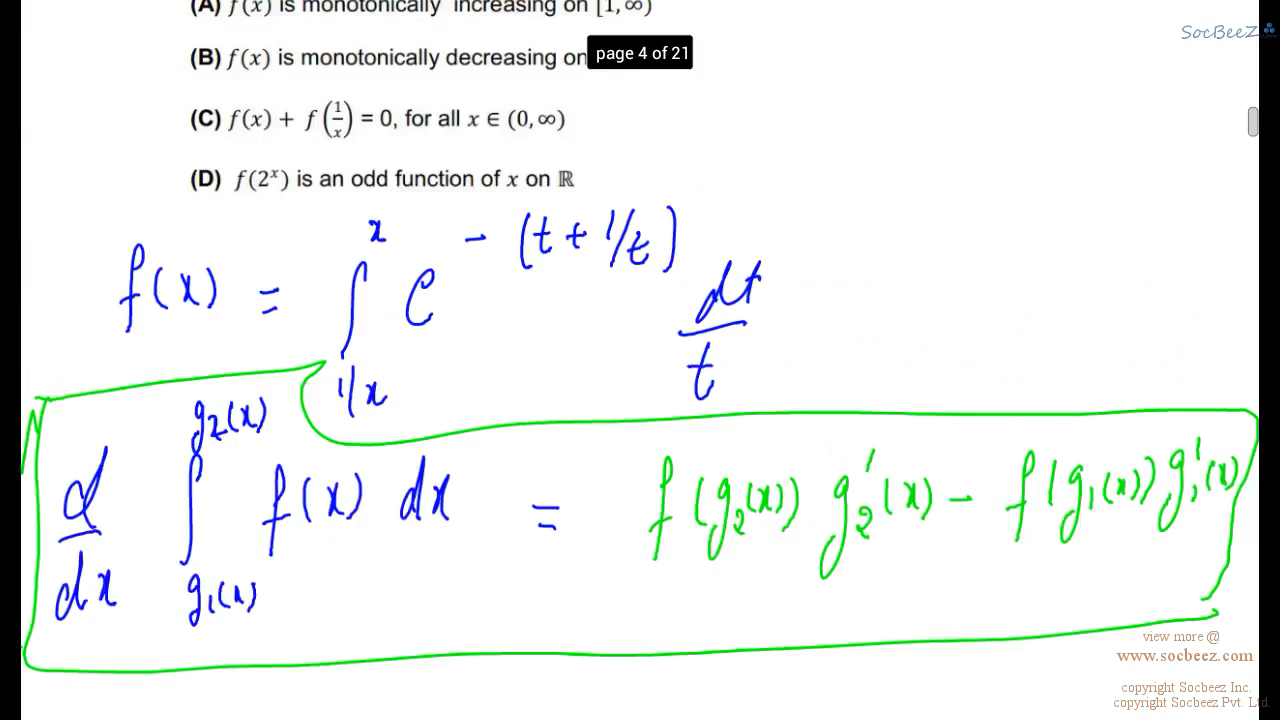 (A) f(x) is monotonically increasing on [1, ∞)
SocBeeZ
(B) f(x) is monotonically decreasing on
page 4 of 21
(C) f(x) + f(1/x) = 0, for all x ∈ (0, ∞)
(D) f(2^x) is an odd function of x on ℝ
f(x) = ∫_{1/x}^{x} e^{-(t + 1/t)} dt/t
d/dx ∫_{g₁(x)}^{g₂(x)} f(x) dx = f(g₂(x)) g₂'(x) - f(g₁(x)) g₁'(x)
view more @
www.socbeez.com
copyright Socbeez Inc.
copyright Socbeez Pvt. Ltd.